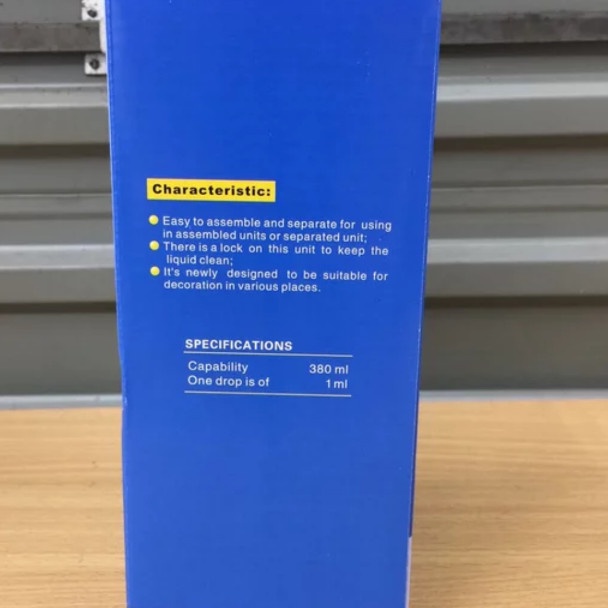 Characteristic:
Easy to assemble and separate for using
in assembled units or separated unit;
There is a lock on this unit to keep the
liquid clean;
It's newly designed to be suitable for
decoration in various places.
SPECIFICATIONS
Capability 380 ml
One drop is of 1 ml